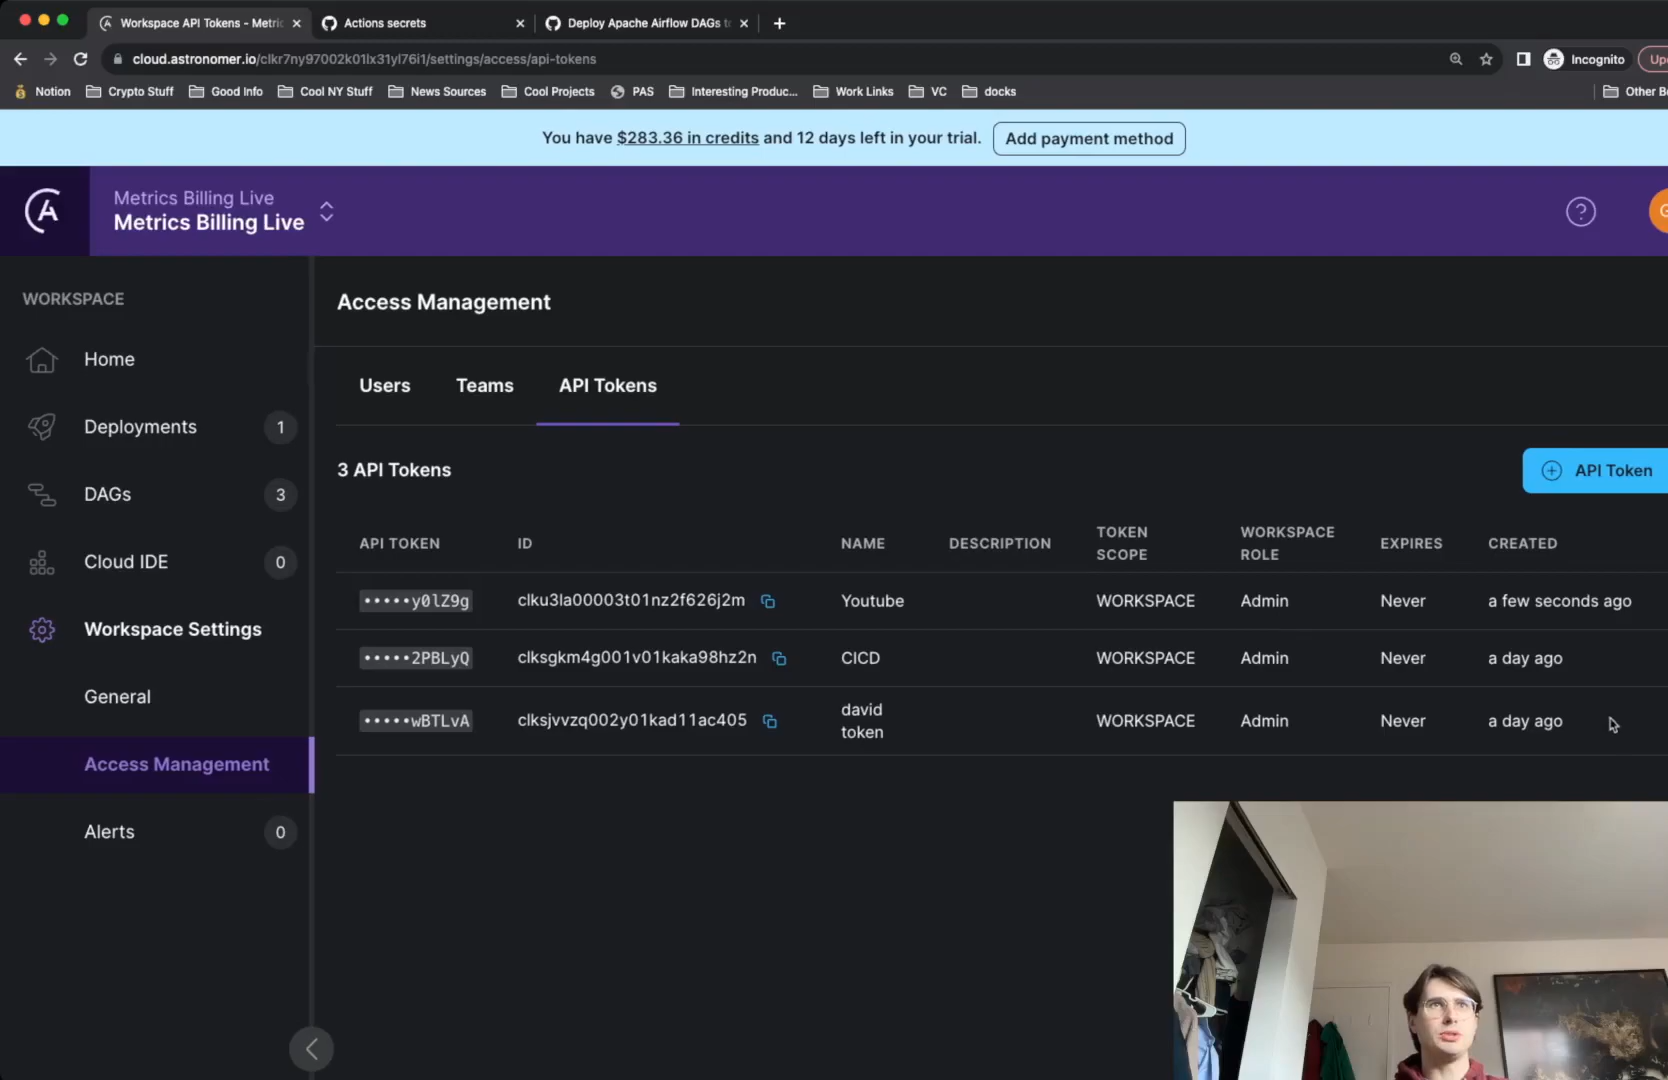 Workspace API Tokens - Metric
Actions secrets
Deploy Apache Airflow DAGs to
cloud.astronomer.io/clkr7ny97002k01lx31yl76i1/settings/access/api-tokens
Incognito
Notion
Crypto Stuff
Good Info
Cool NY Stuff
News Sources
Cool Projects
PAS
Interesting Produc...
Work Links
VC
docks
You have $283.36 in credits and 12 days left in your trial.
Add payment method
Metrics Billing Live
Metrics Billing Live
?
WORKSPACE
Home
Deployments 1
DAGs 3
Cloud IDE 0
Workspace Settings
General
Access Management
Alerts 0
Access Management
Users Teams API Tokens
3 API Tokens
API Token
API TOKEN ID NAME DESCRIPTION TOKEN SCOPE WORKSPACE ROLE EXPIRES CREATED
•••••y0lZ9g clku3la00003t01nz2f626j2m Youtube WORKSPACE Admin Never a few seconds ago
•••••2PBLyQ clksgkm4g001v01kaka98hz2n CICD WORKSPACE Admin Never a day ago
•••••wBTLvA clksjvvzq002y01kad11ac405 david token WORKSPACE Admin Never a day ago